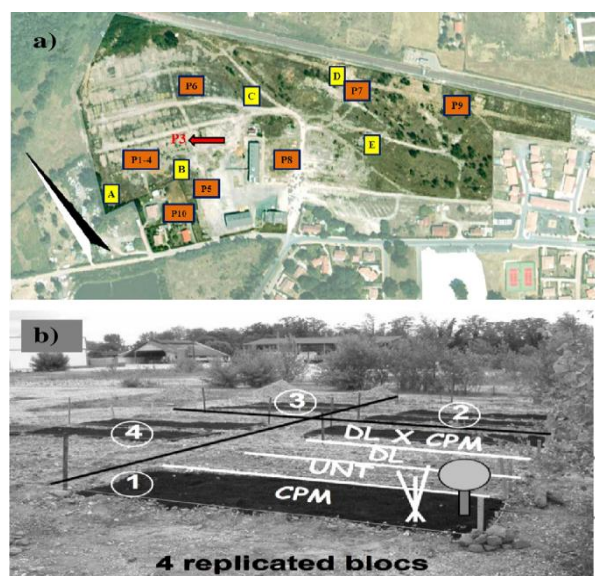 a)
D
P6
C
P7
P9
P3
E
P1-4
B
P8
A
P5
P10
b)
3
2
4
DL X CPM
DL
UNT
1
CPM
4 replicated blocs